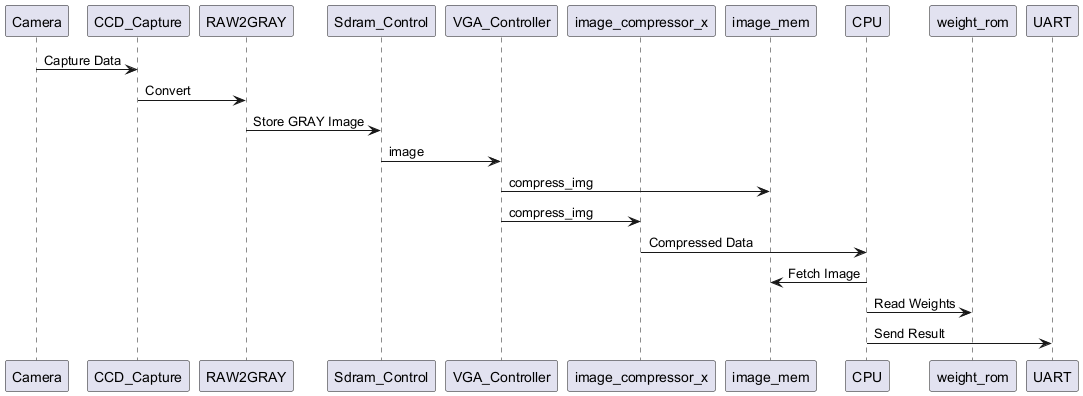 Camera CCD_Capture RAW2GRAY Sdram_Control VGA_Controller image_compressor_x image_mem CPU weight_rom UART
Capture Data
Convert
Store GRAY Image
image
compress_img
compress_img
Compressed Data
Fetch Image
Read Weights
Send Result
Camera CCD_Capture RAW2GRAY Sdram_Control VGA_Controller image_compressor_x image_mem CPU weight_rom UART